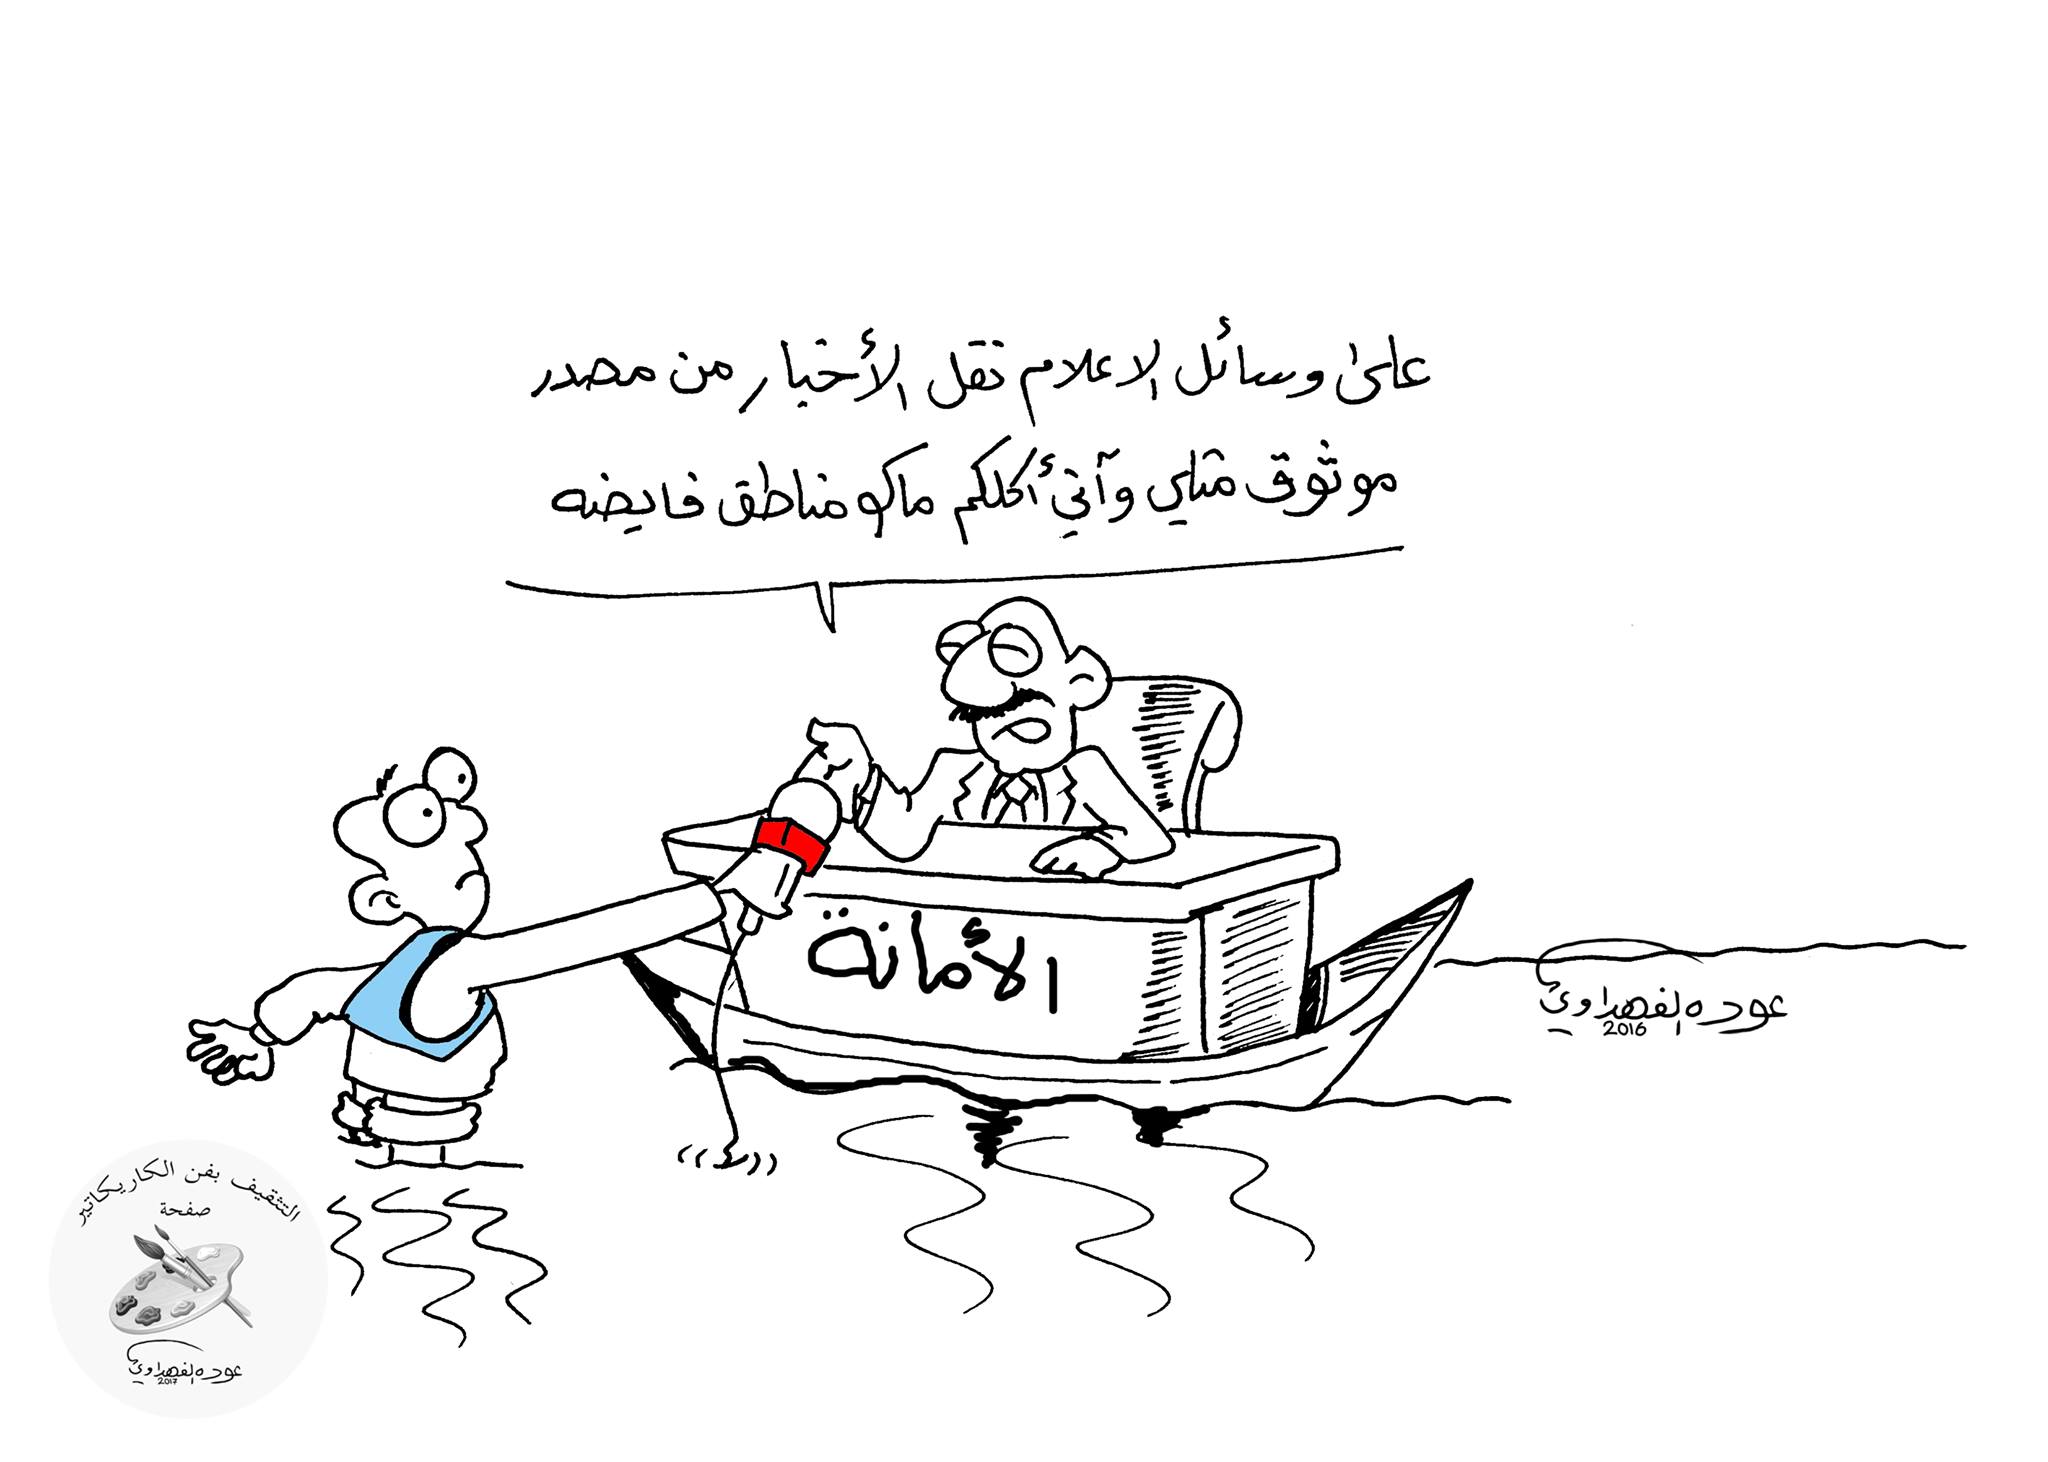 على وسائل الاعلام نقل الأخبار من مصدر
موثوق مثلي وآني أكلكم ماكو مناطق فايضه
الأمانة
عوده الفهداوي
2016
التثقيف بفن الكاريكاتير
صفحة
عوده الفهداوي
2017